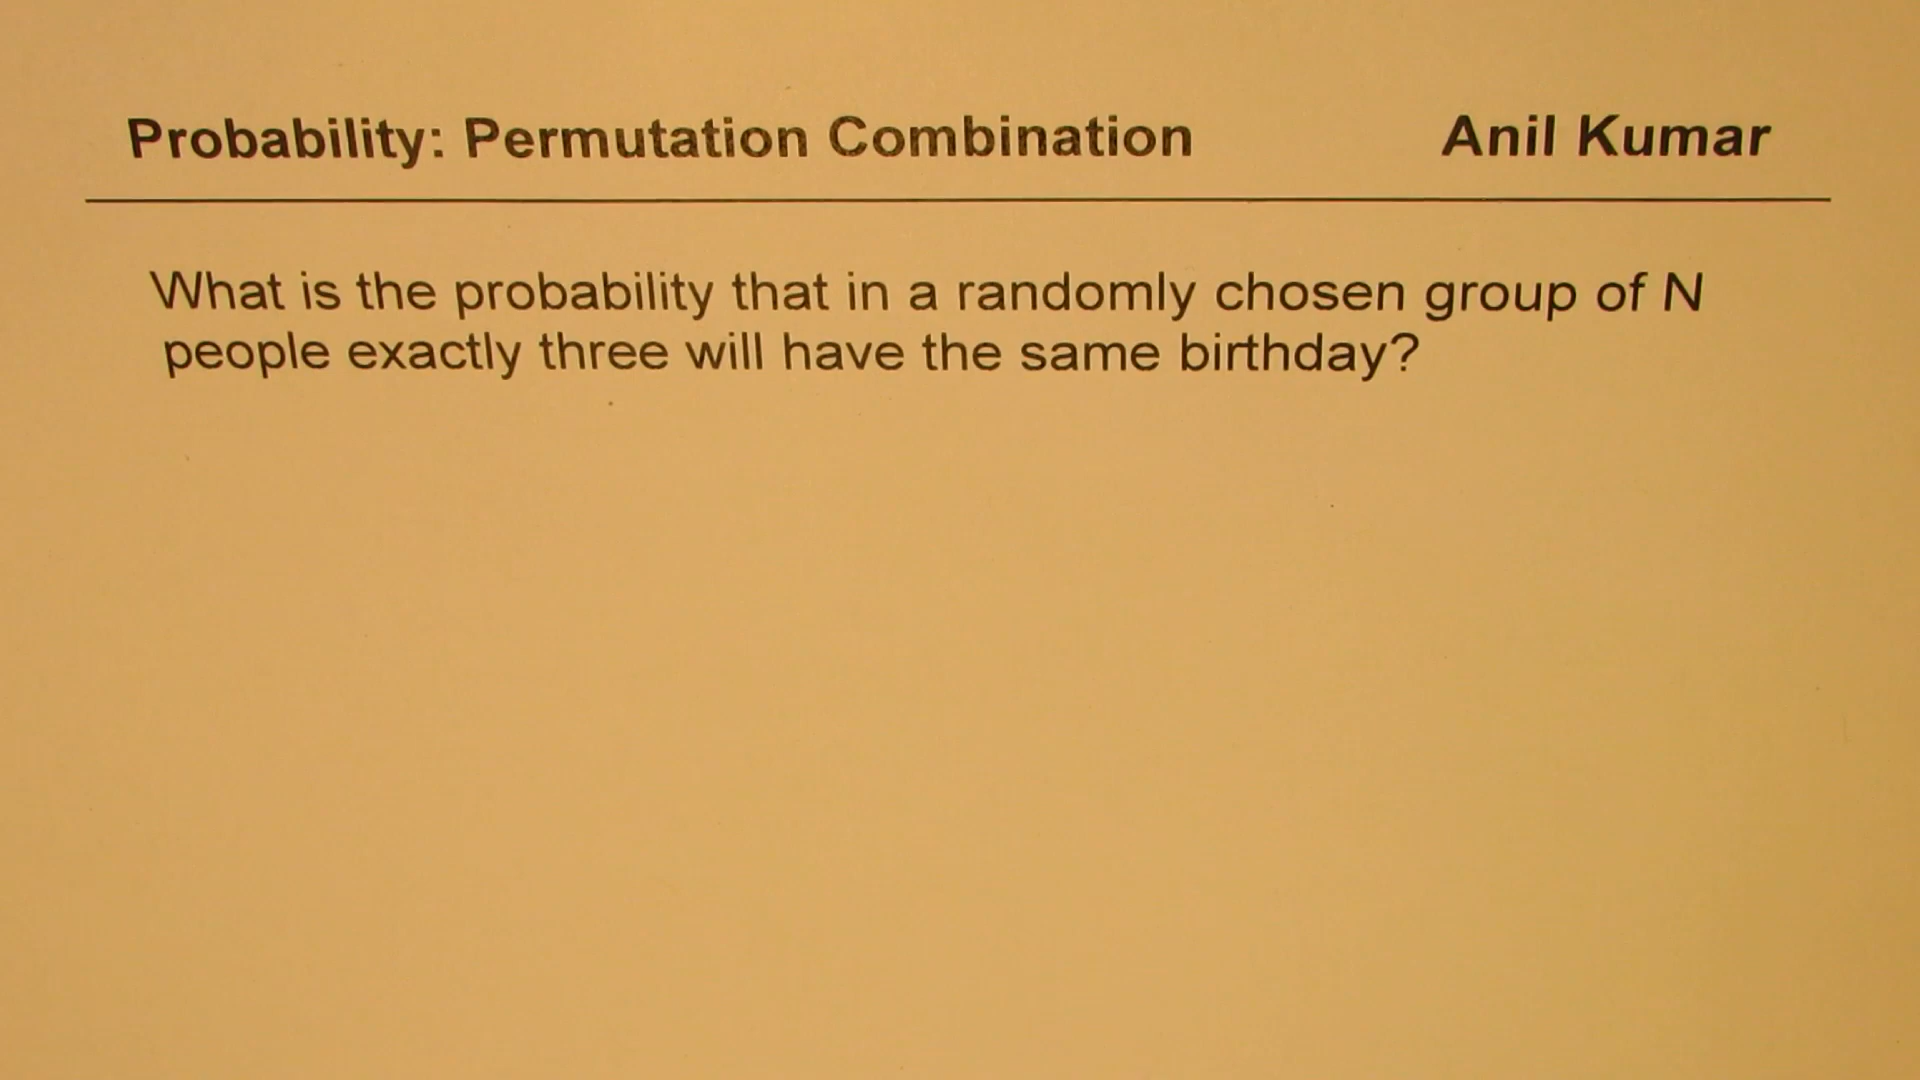 Probability: Permutation Combination Anil Kumar
What is the probability that in a randomly chosen group of N
people exactly three will have the same birthday?